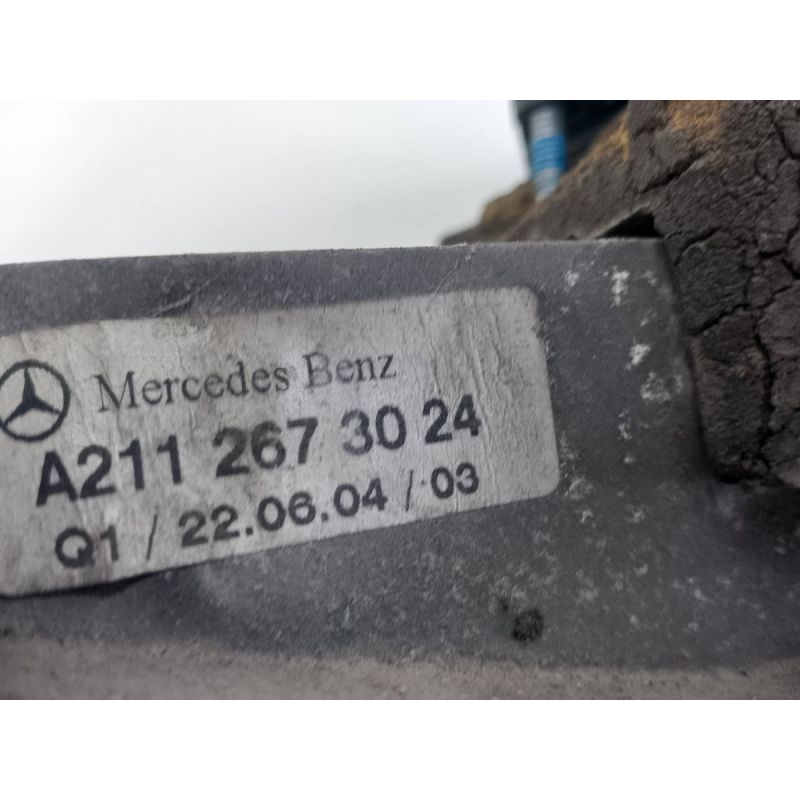 Mercedes Benz
A211 267 30 24
Q1 / 22.06.04 / 03